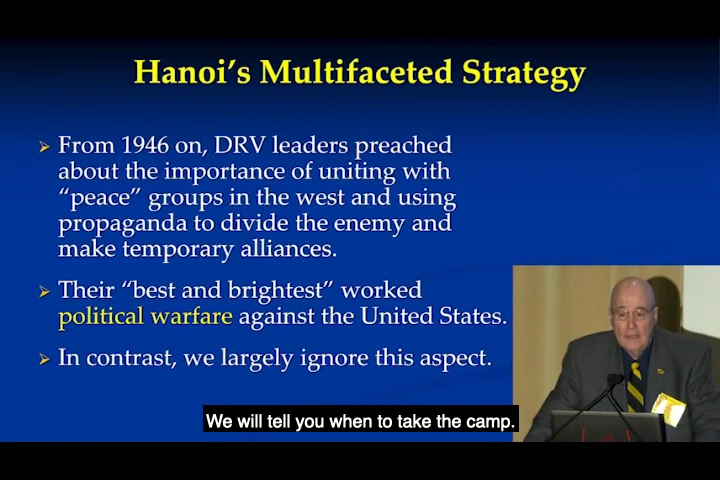 Hanoi’s Multifaceted Strategy
From 1946 on, DRV leaders preached
about the importance of uniting with
“peace” groups in the west and using
propaganda to divide the enemy and
make temporary alliances.
Their “best and brightest” worked
political warfare against the United States.
In contrast, we largely ignore this aspect.
We will tell you when to take the camp.